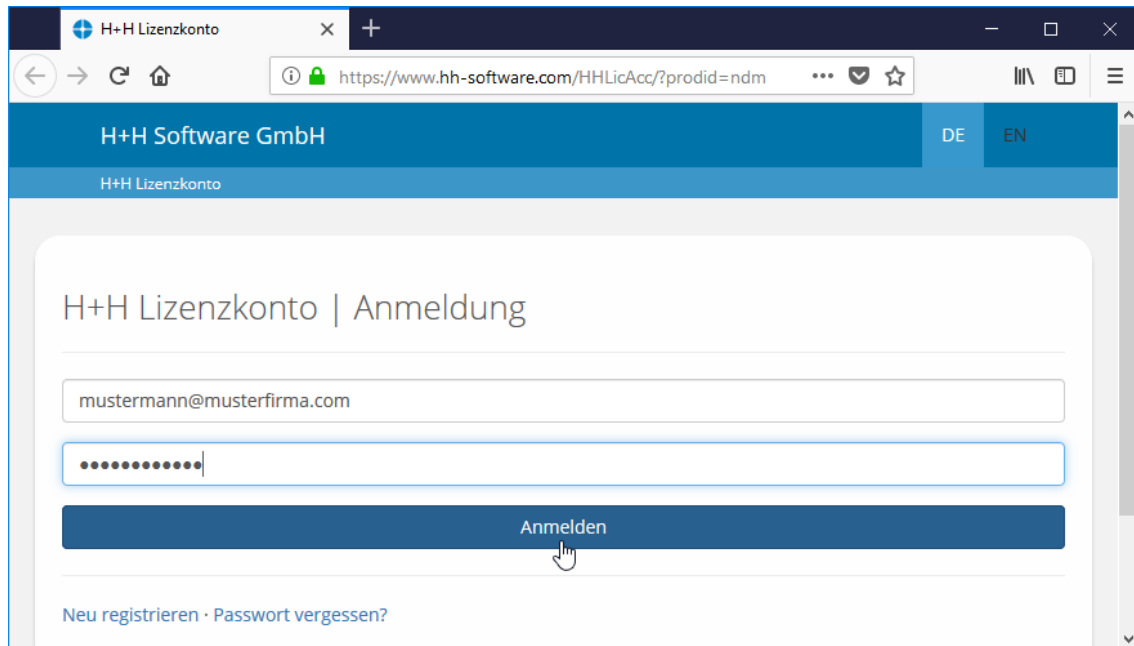 H+H Lizenzkonto
https://www.hh-software.com/HHLicAcc/?prodid=ndm
H+H Software GmbH
DE
EN
H+H Lizenzkonto
H+H Lizenzkonto | Anmeldung
mustermann@musterfirma.com
••••••••••••
Anmelden
Neu registrieren · Passwort vergessen?